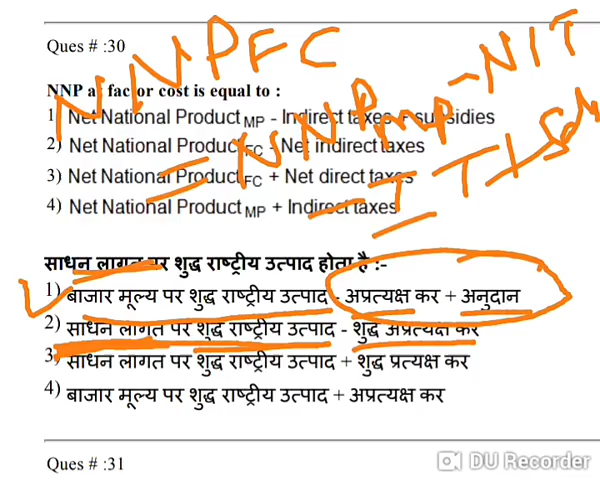 Ques # :30
NNPFC
NNP at factor cost is equal to :
= NNPmp - NIT
1) Net National Product MP - Indirect taxes + subsidies
2) Net National Product FC - Net indirect taxes
3) Net National Product FC + Net direct taxes
4) Net National Product MP + Indirect taxes
साधन लागत पर शुद्ध राष्ट्रीय उत्पाद होता है :-
1) बाजार मूल्य पर शुद्ध राष्ट्रीय उत्पाद - अप्रत्यक्ष कर + अनुदान
2) साधन लागत पर शुद्ध राष्ट्रीय उत्पाद - शुद्ध अप्रत्यक्ष कर
3) साधन लागत पर शुद्ध राष्ट्रीय उत्पाद + शुद्ध प्रत्यक्ष कर
4) बाजार मूल्य पर शुद्ध राष्ट्रीय उत्पाद + अप्रत्यक्ष कर
Ques # :31
DU Recorder